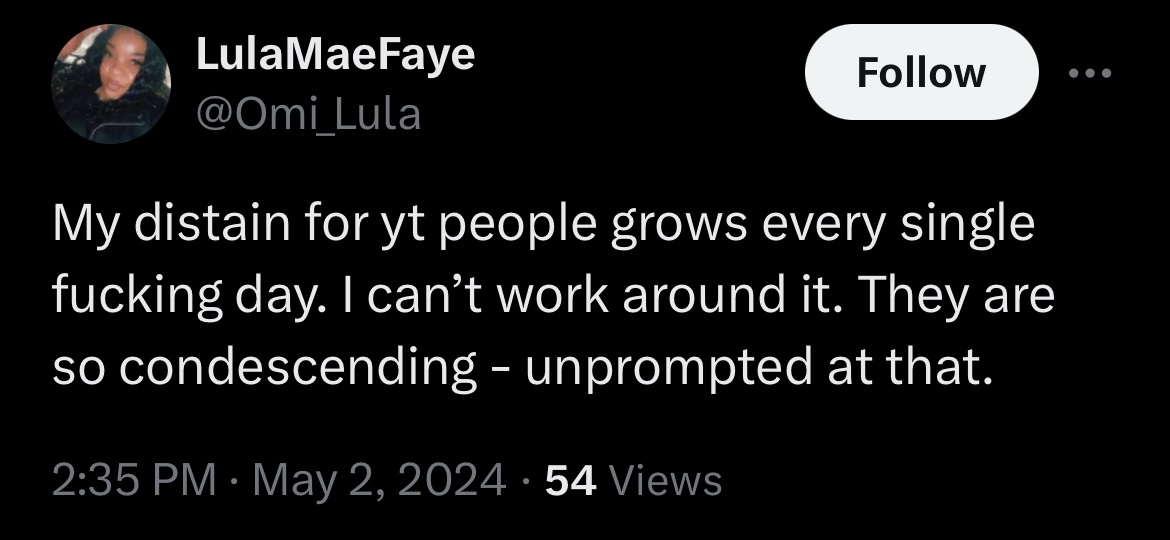 LulaMaeFaye
Follow
@Omi_Lula
My distain for yt people grows every single
fucking day. I can’t work around it. They are
so condescending - unprompted at that.
2:35 PM · May 2, 2024 · 54 Views